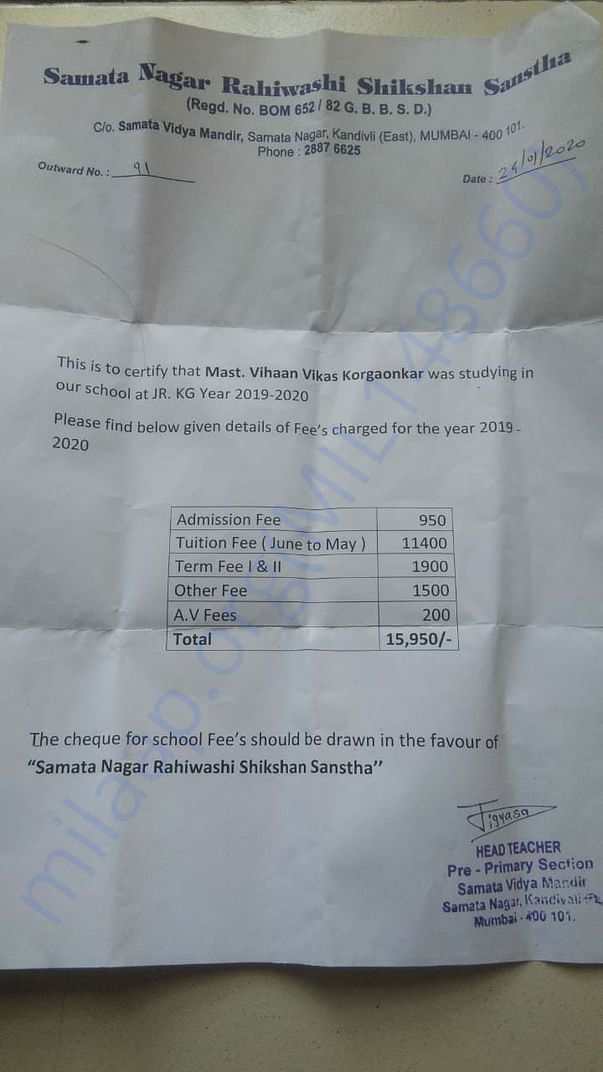 Samata Nagar Rahiwashi Shikshan Sanstha
(Regd. No. BOM 652 / 82 G. B. B. S. D.)
C/o. Samata Vidya Mandir, Samata Nagar, Kandivli (East), MUMBAI - 400 101.
Phone : 2887 6625
Outward No. : 91
Date : 24/01/2020
This is to certify that Mast. Vihaan Vikas Korgaonkar was studying in
our school at JR. KG Year 2019-2020
Please find below given details of Fee's charged for the year 2019 -
2020
Admission Fee 950
Tuition Fee ( June to May ) 11400
Term Fee I & II 1900
Other Fee 1500
A.V Fees 200
Total 15,950/-
The cheque for school Fee's should be drawn in the favour of
“Samata Nagar Rahiwashi Shikshan Sanstha’’
Jigyasa
HEAD TEACHER
Pre - Primary Section
Samata Vidya Mandir
Samata Nagar, Kandivali
Mumbai - 400 101.
milaap.org(MIL148660)